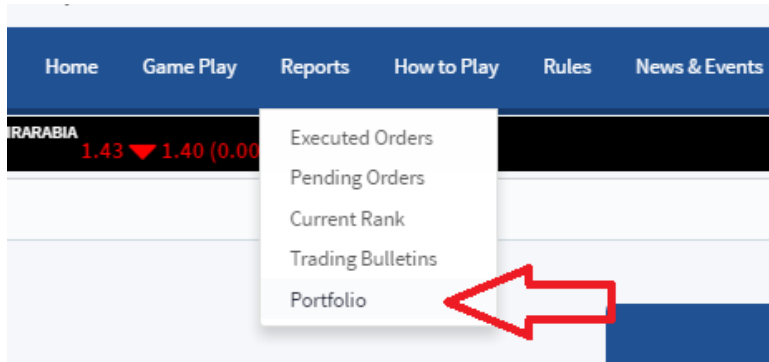 Home Game Play Reports How to Play Rules News & Events
IRARABIA
1.43 1.40 (0.00
Executed Orders
Pending Orders
Current Rank
Trading Bulletins
Portfolio